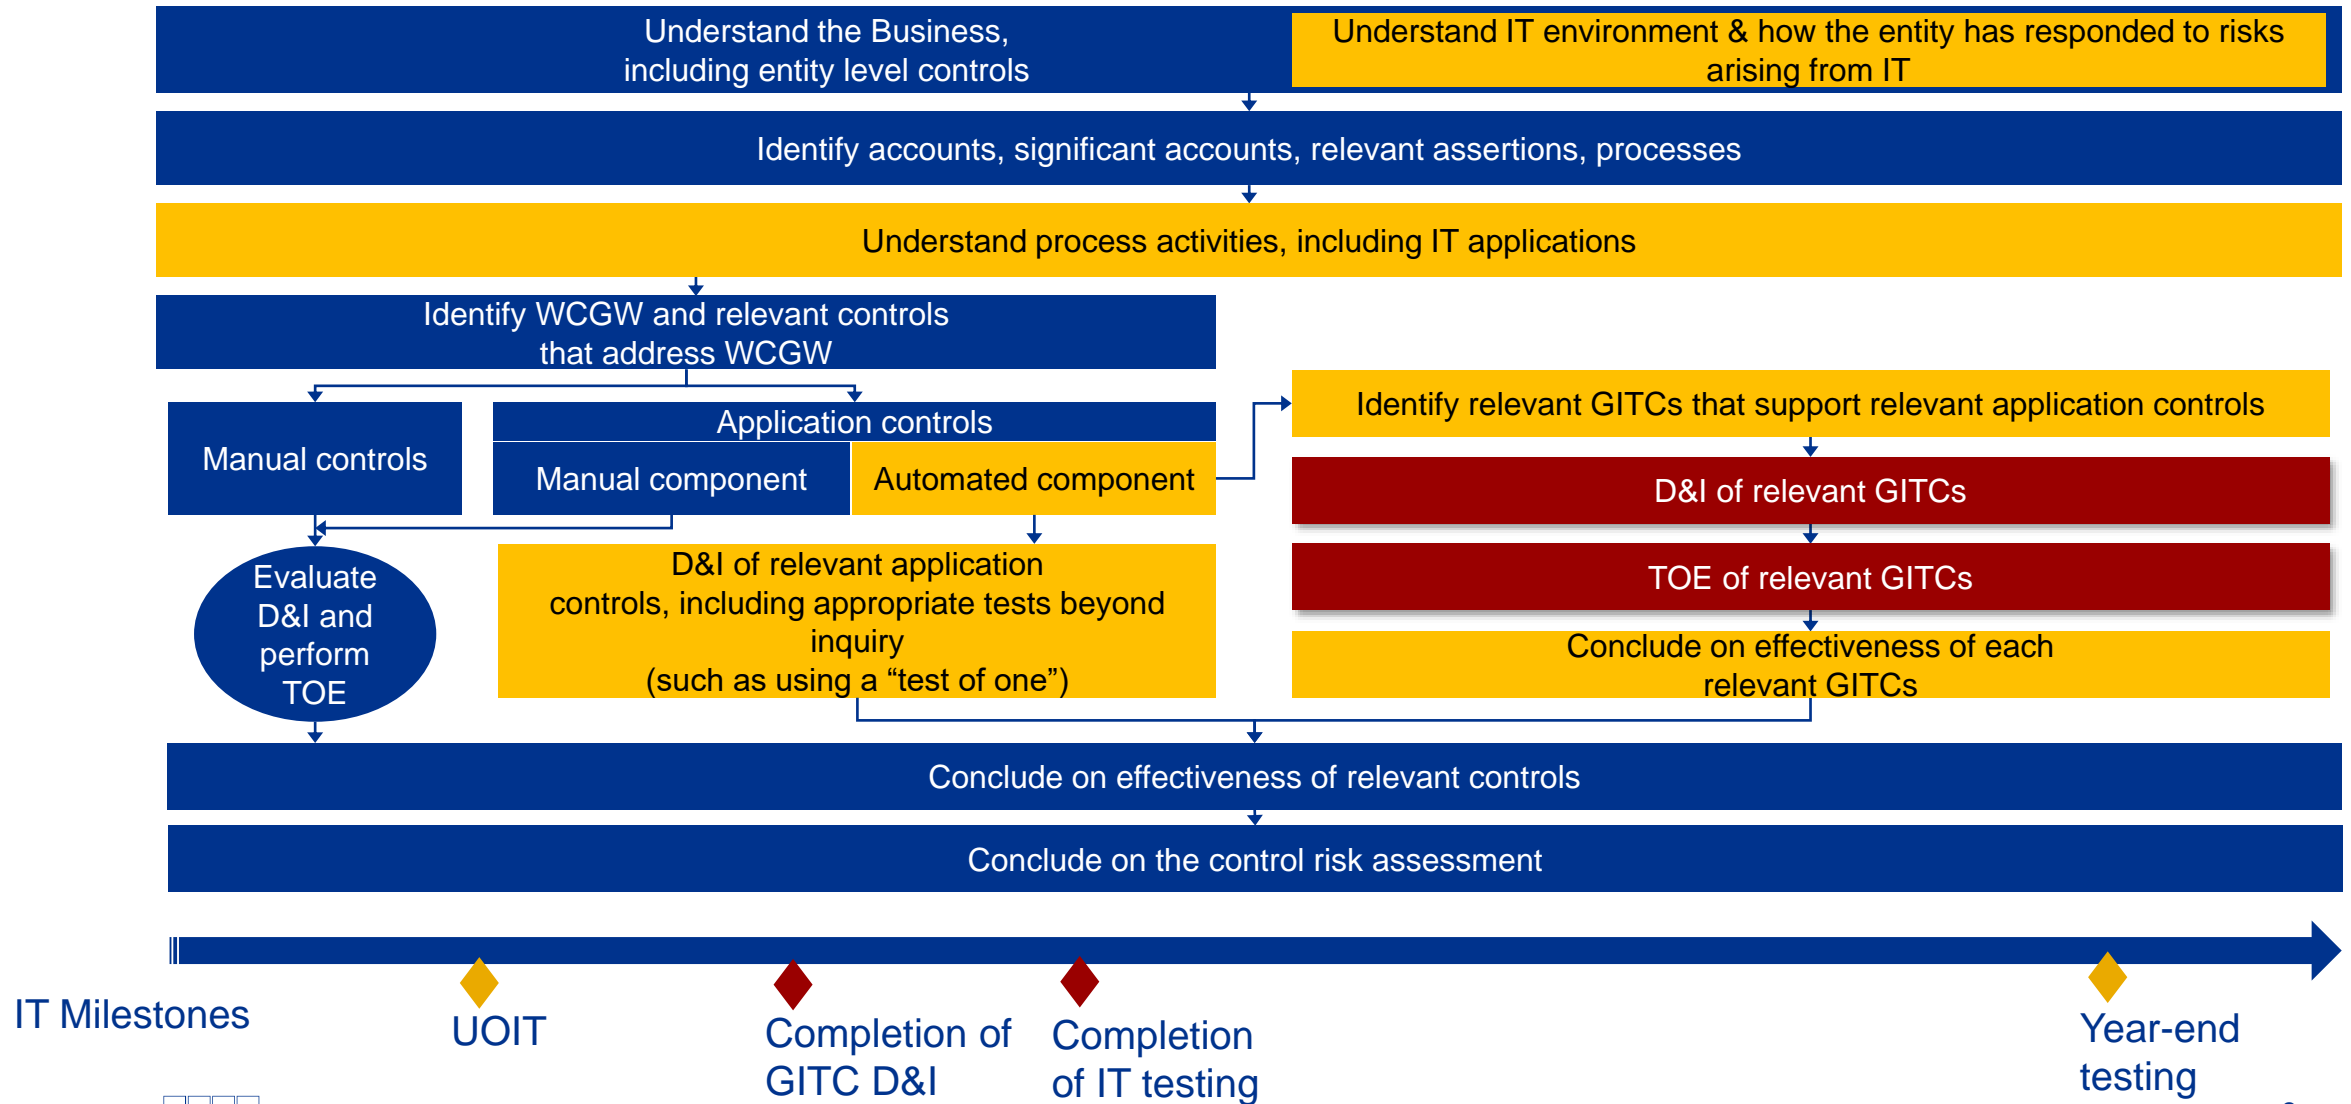 Understand the Business,
including entity level controls
Understand IT environment & how the entity has responded to risks
arising from IT
Identify accounts, significant accounts, relevant assertions, processes
Understand process activities, including IT applications
Identify WCGW and relevant controls
that address WCGW
Manual controls
Application controls
Manual component
Automated component
Identify relevant GITCs that support relevant application controls
D&I of relevant GITCs
TOE of relevant GITCs
Conclude on effectiveness of each
relevant GITCs
Evaluate
D&I and
perform
TOE
D&I of relevant application
controls, including appropriate tests beyond
inquiry
(such as using a “test of one”)
Conclude on effectiveness of relevant controls
Conclude on the control risk assessment
IT Milestones
UOIT
Completion of
GITC D&I
Completion
of IT testing
Year-end
testing